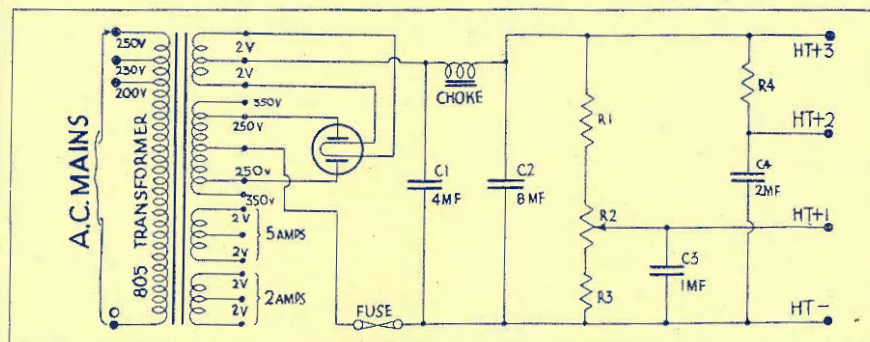 A.C. MAINS
250V
230V
200V
O
805 TRANSFORMER
2V
2V
350V
250V
250V
350V
2V
2V
5 AMPS
2V
2V
2 AMPS
FUSE
CHOKE
C1
4MF
C2
8MF
R1
R2
R3
C3
1MF
R4
C4
2MF
HT+3
HT+2
HT+1
HT-